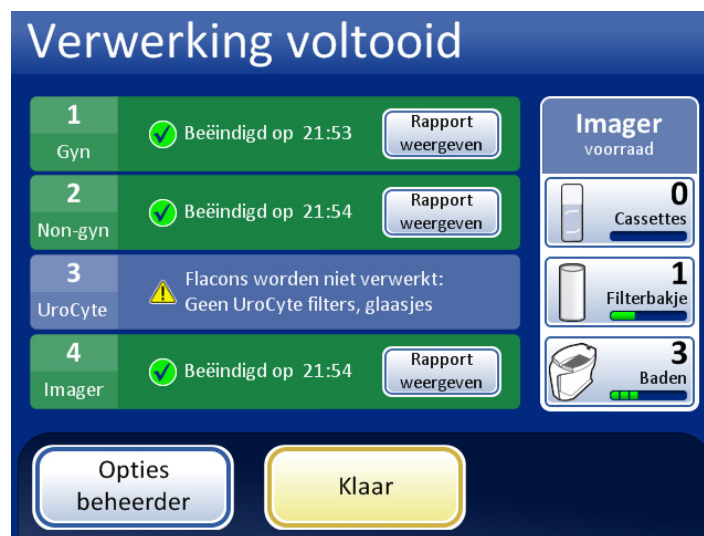 Verwerking voltooid
1
Gyn
Beëindigd op 21:53
Rapport
weergeven
2
Non-gyn
Beëindigd op 21:54
Rapport
weergeven
3
UroCyte
Flacons worden niet verwerkt:
Geen UroCyte filters, glaasjes
4
Imager
Beëindigd op 21:54
Rapport
weergeven
Imager
voorraad
0
Cassettes
1
Filterbakje
3
Baden
Opties
beheerder
Klaar